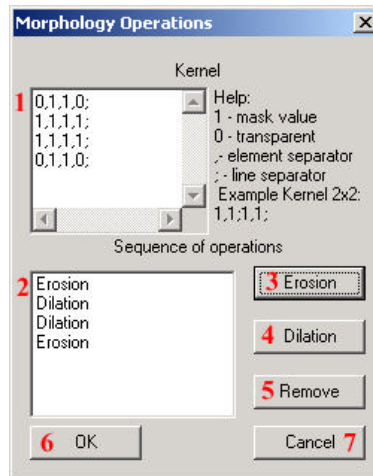 Morphology Operations
Kernel
1
0,1,1,0;
1,1,1,1;
1,1,1,1;
0,1,1,0;
Help:
1 - mask value
0 - transparent
,- element separator
; - line separator
Example Kernel 2x2:
1,1;1,1;
Sequence of operations
2
Erosion
Dilation
Dilation
Erosion
3 Erosion
4 Dilation
5 Remove
6 OK
Cancel 7